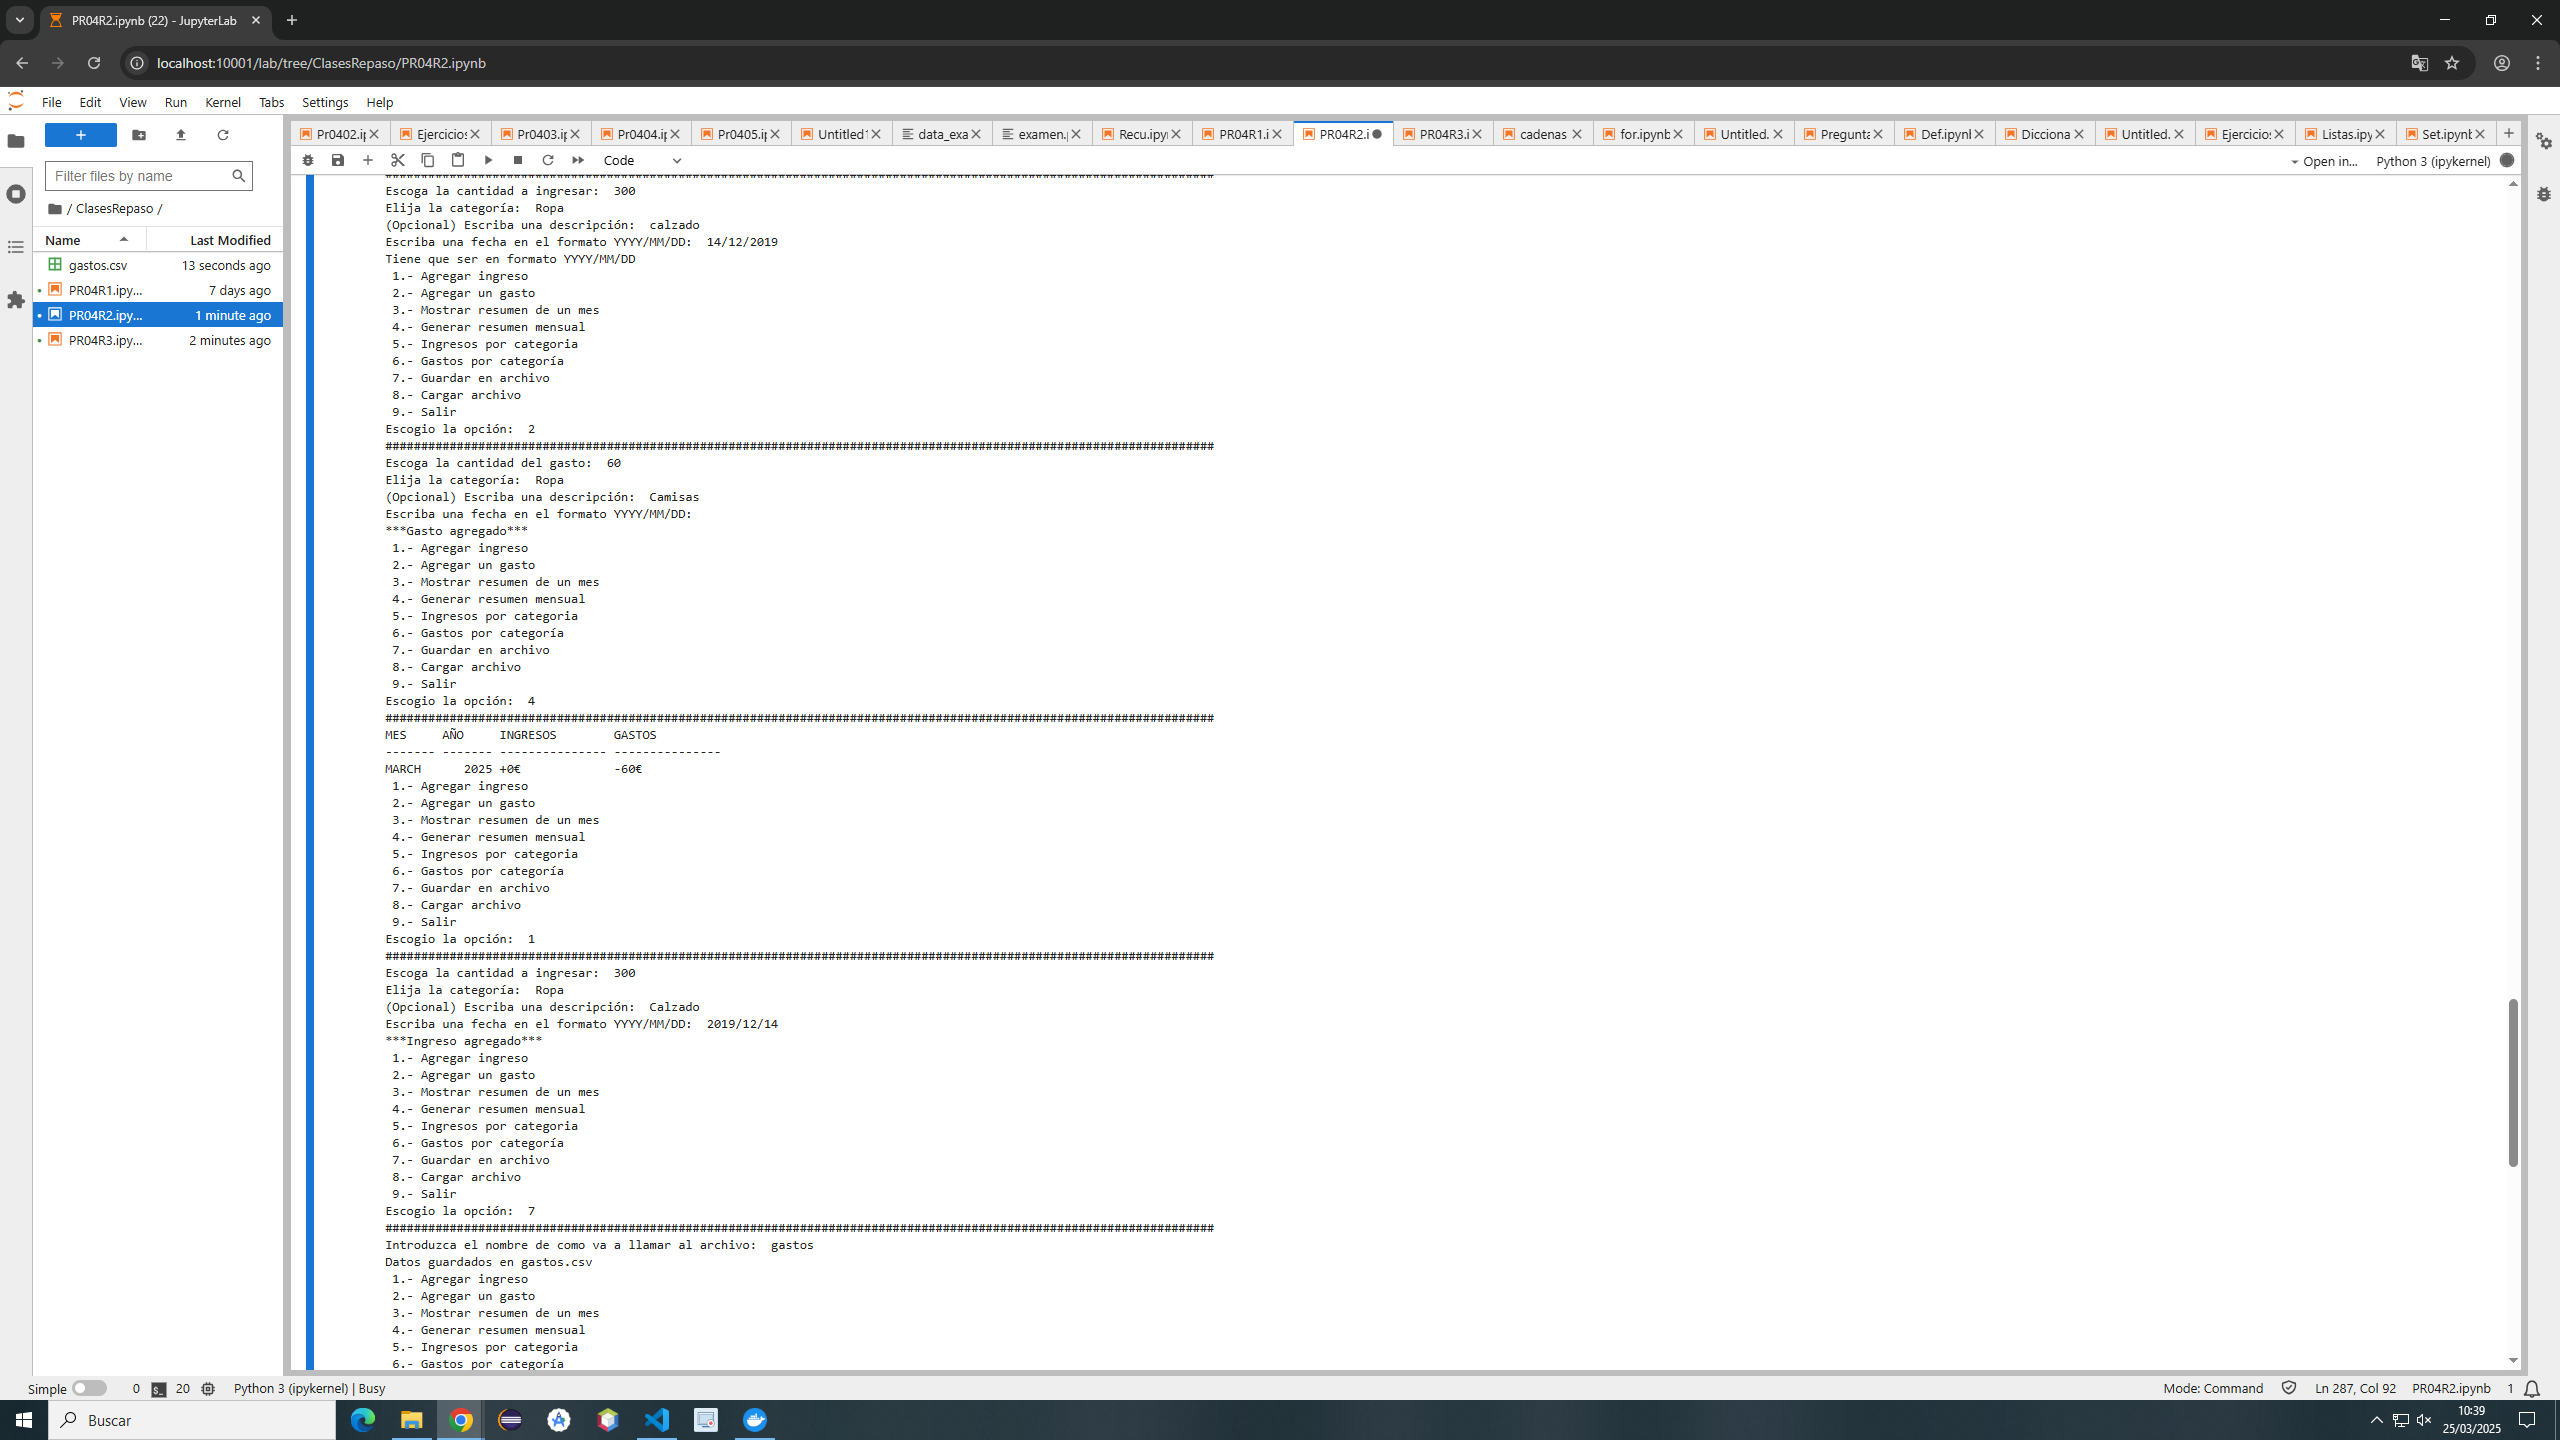 PR04R2.ipynb (22) - JupyterLab
localhost:10001/lab/tree/ClasesRepaso/PR04R2.ipynb
File Edit View Run Kernel Tabs Settings Help
Pr0402.ip Ejercicios Pr0403.ip Pr0404.ip Pr0405.ip Untitled1 data_exa examen.p Recu.ipyn PR04R1.i PR04R2.i PR04R3.i cadenas for.ipynb Untitled. Pregunta Def.ipynb Dicciona Untitled. Ejercicios Listas.ipy Set.ipynb
Code
Open in... Python 3 (ipykernel)
Filter files by name
/ ClasesRepaso /
Name Last Modified
gastos.csv 13 seconds ago
PR04R1.ipy... 7 days ago
PR04R2.ipy... 1 minute ago
PR04R3.ipy... 2 minutes ago
Escoga la cantidad a ingresar:  300
Elija la categoría:  Ropa
(Opcional) Escriba una descripción:  calzado
Escriba una fecha en el formato YYYY/MM/DD:  14/12/2019
Tiene que ser en formato YYYY/MM/DD
1.- Agregar ingreso
2.- Agregar un gasto
3.- Mostrar resumen de un mes
4.- Generar resumen mensual
5.- Ingresos por categoria
6.- Gastos por categoría
7.- Guardar en archivo
8.- Cargar archivo
9.- Salir
Escogio la opción:  2
####################################################################################################################
Escoga la cantidad del gasto:  60
Elija la categoría:  Ropa
(Opcional) Escriba una descripción:  Camisas
Escriba una fecha en el formato YYYY/MM/DD:
***Gasto agregado***
1.- Agregar ingreso
2.- Agregar un gasto
3.- Mostrar resumen de un mes
4.- Generar resumen mensual
5.- Ingresos por categoria
6.- Gastos por categoría
7.- Guardar en archivo
8.- Cargar archivo
9.- Salir
Escogio la opción:  4
####################################################################################################################
MES     AÑO     INGRESOS        GASTOS
------- ------- --------------- ---------------
MARCH      2025 +0€             -60€
1.- Agregar ingreso
2.- Agregar un gasto
3.- Mostrar resumen de un mes
4.- Generar resumen mensual
5.- Ingresos por categoria
6.- Gastos por categoría
7.- Guardar en archivo
8.- Cargar archivo
9.- Salir
Escogio la opción:  1
####################################################################################################################
Escoga la cantidad a ingresar:  300
Elija la categoría:  Ropa
(Opcional) Escriba una descripción:  Calzado
Escriba una fecha en el formato YYYY/MM/DD:  2019/12/14
***Ingreso agregado***
1.- Agregar ingreso
2.- Agregar un gasto
3.- Mostrar resumen de un mes
4.- Generar resumen mensual
5.- Ingresos por categoria
6.- Gastos por categoría
7.- Guardar en archivo
8.- Cargar archivo
9.- Salir
Escogio la opción:  7
####################################################################################################################
Introduzca el nombre de como va a llamar al archivo:  gastos
Datos guardados en gastos.csv
1.- Agregar ingreso
2.- Agregar un gasto
3.- Mostrar resumen de un mes
4.- Generar resumen mensual
5.- Ingresos por categoria
6.- Gastos por categoría
Simple 0 20 Python 3 (ipykernel) | Busy Mode: Command Ln 287, Col 92 PR04R2.ipynb 1
Buscar
10:39
25/03/2025